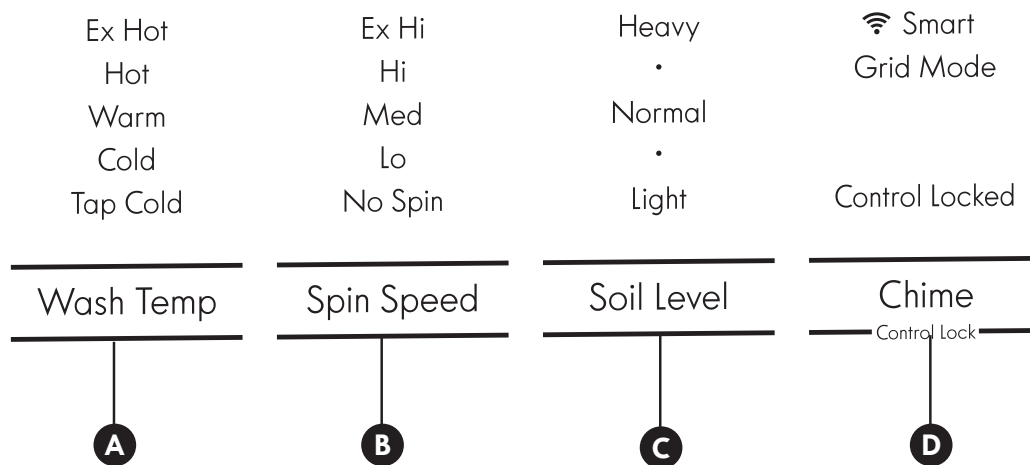 Ex Hot
Hot
Warm
Cold
Tap Cold
Wash Temp
A
Ex Hi
Hi
Med
Lo
No Spin
Spin Speed
B
Heavy
•
Normal
•
Light
Soil Level
C
Smart
Grid Mode
Control Locked
Chime
Control Lock
D